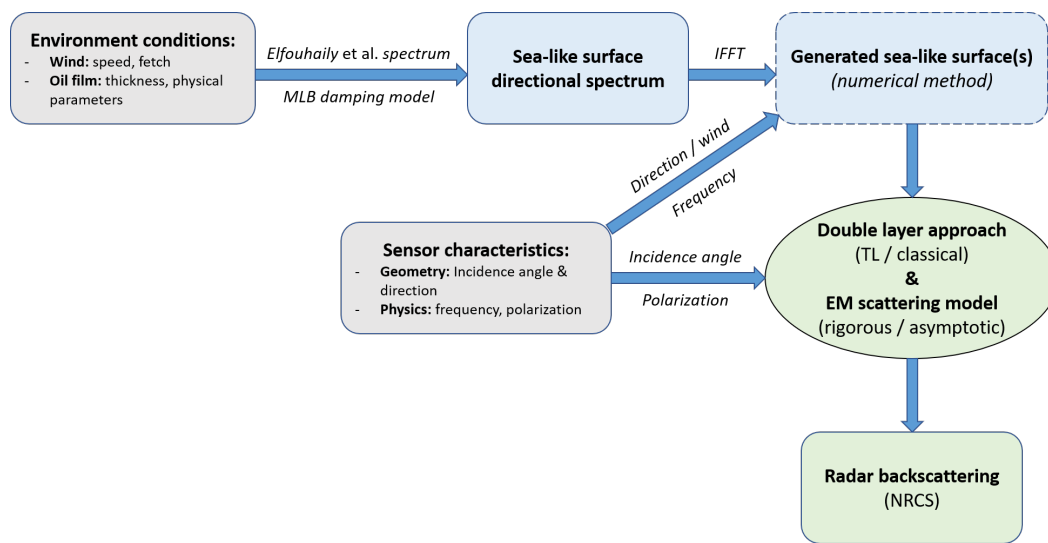 Environment conditions:
- Wind: speed, fetch
- Oil film: thickness, physical
parameters
Elfouhaily et al. spectrum
MLB damping model
Sea-like surface
directional spectrum
IFFT
Generated sea-like surface(s)
(numerical method)
Direction / wind
Frequency
Sensor characteristics:
- Geometry: Incidence angle &
direction
- Physics: frequency, polarization
Incidence angle
Polarization
Double layer approach
(TL / classical)
&
EM scattering model
(rigorous / asymptotic)
Radar backscattering
(NRCS)